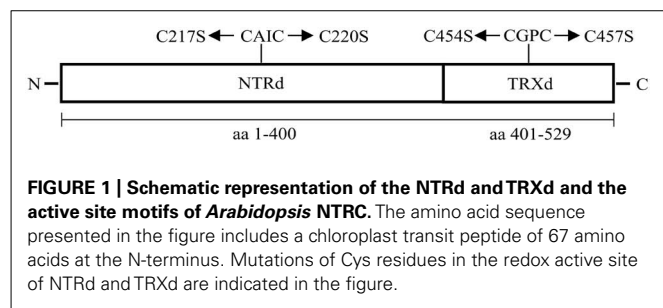 C217S CAIC C220S C454S CGPC C457S
N NTRd TRXd C
aa 1-400 aa 401-529
FIGURE 1 | Schematic representation of the NTRd and TRXd and the
active site motifs of Arabidopsis NTRC. The amino acid sequence
presented in the figure includes a chloroplast transit peptide of 67 amino
acids at the N-terminus. Mutations of Cys residues in the redox active site
of NTRd and TRXd are indicated in the figure.